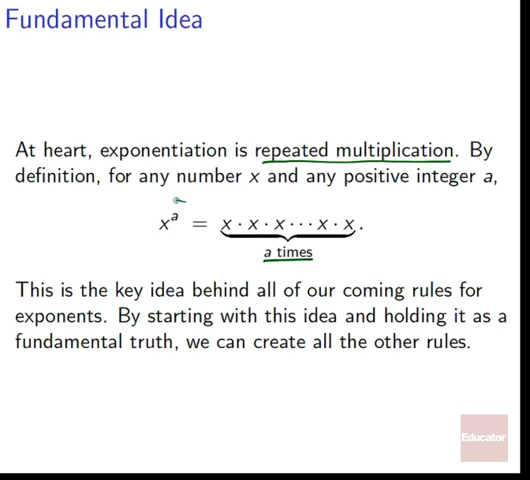 Fundamental Idea
At heart, exponentiation is repeated multiplication. By
definition, for any number x and any positive integer a,
xᵃ = x · x · x · · · x · x.
a times
This is the key idea behind all of our coming rules for
exponents. By starting with this idea and holding it as a
fundamental truth, we can create all the other rules.
Educator